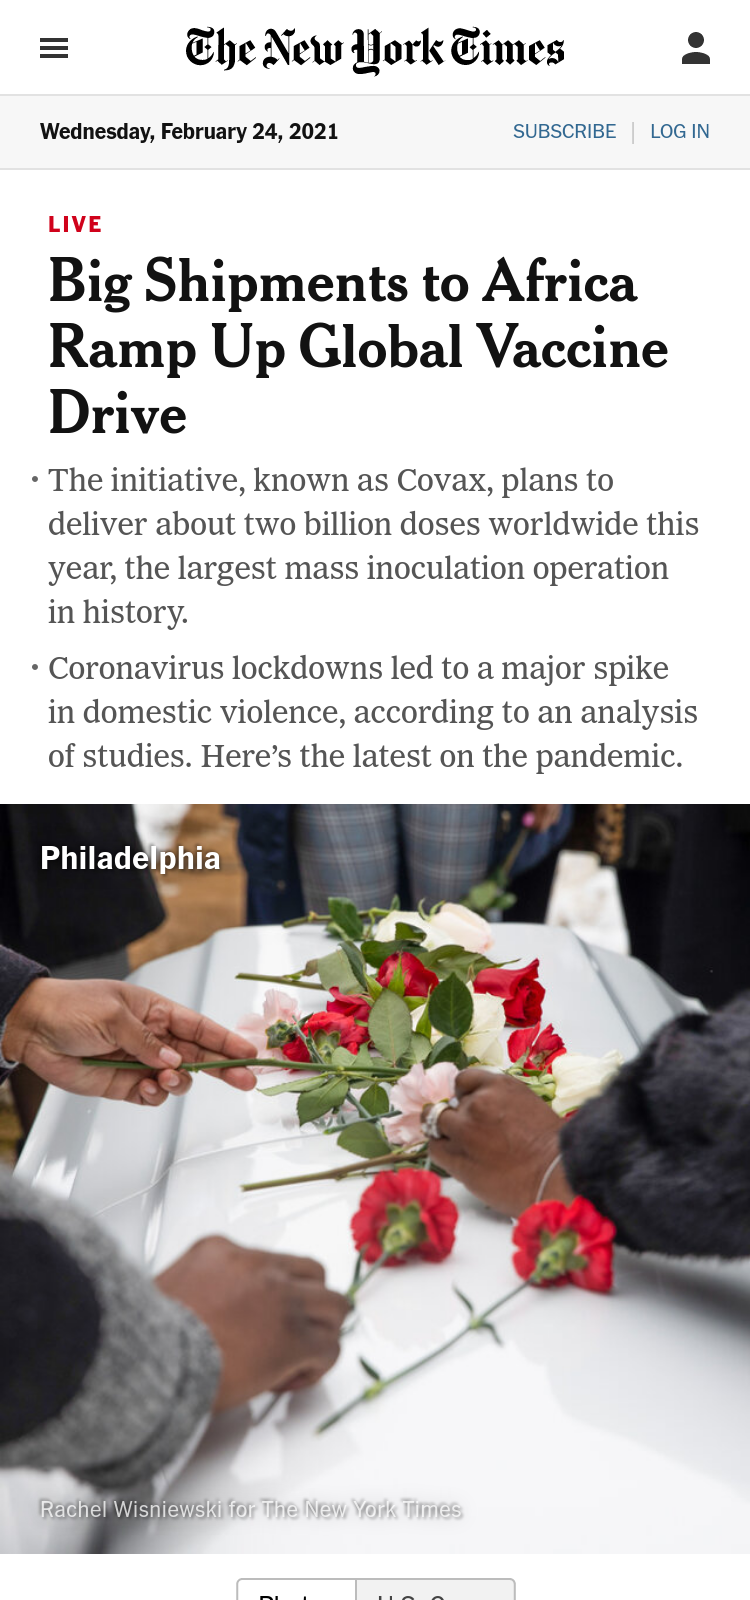 The New York Times
Wednesday, February 24, 2021
SUBSCRIBE | LOG IN
LIVE
Big Shipments to Africa
Ramp Up Global Vaccine
Drive
• The initiative, known as Covax, plans to
deliver about two billion doses worldwide this
year, the largest mass inoculation operation
in history.
• Coronavirus lockdowns led to a major spike
in domestic violence, according to an analysis
of studies. Here’s the latest on the pandemic.
Philadelphia
Rachel Wisniewski for The New York Times